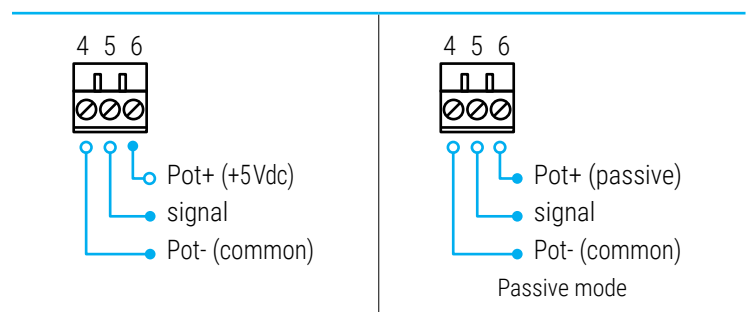 4 5 6
Pot+ (+5Vdc)
signal
Pot- (common)
4 5 6
Pot+ (passive)
signal
Pot- (common)
Passive mode